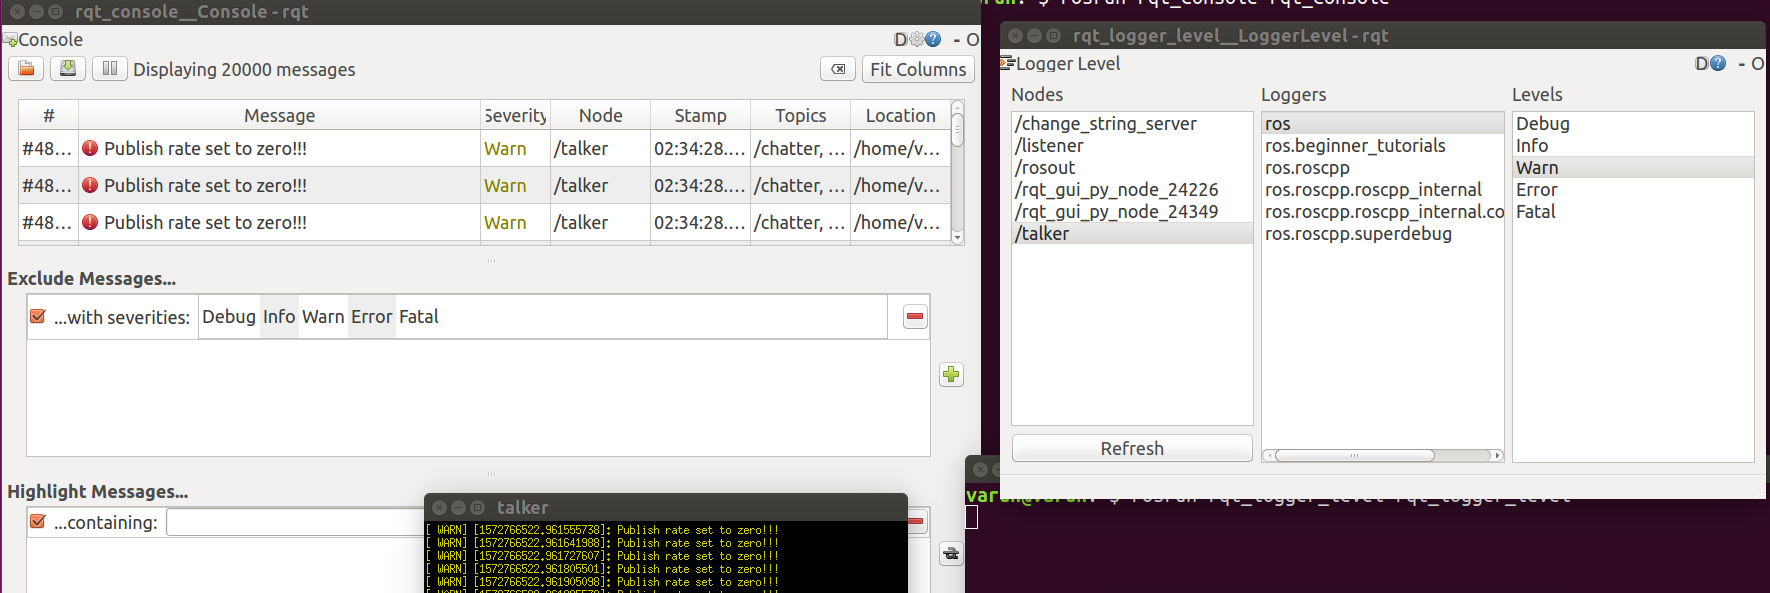 rqt_console__Console - rqt
Console
D
- O
Displaying 20000 messages
Fit Columns
# Message Severity Node Stamp Topics Location
#48... Publish rate set to zero!!! Warn /talker 02:34:28.... /chatter, ... /home/v...
#48... Publish rate set to zero!!! Warn /talker 02:34:28.... /chatter, ... /home/v...
#48... Publish rate set to zero!!! Warn /talker 02:34:28.... /chatter, ... /home/v...
Exclude Messages...
...with severities: Debug Info Warn Error Fatal
Highlight Messages...
...containing:
talker
[ WARN] [1572766522.961555738]: Publish rate set to zero!!!
[ WARN] [1572766522.961641988]: Publish rate set to zero!!!
[ WARN] [1572766522.961727607]: Publish rate set to zero!!!
[ WARN] [1572766522.961805501]: Publish rate set to zero!!!
[ WARN] [1572766522.961905098]: Publish rate set to zero!!!
$ rosrun rqt_console rqt_console
rqt_logger_level__LoggerLevel - rqt
Logger Level
D
- O
Nodes
/change_string_server
/listener
/rosout
/rqt_gui_py_node_24226
/rqt_gui_py_node_24349
/talker
Refresh
Loggers
ros
ros.beginner_tutorials
ros.roscpp
ros.roscpp.roscpp_internal
ros.roscpp.roscpp_internal.co
ros.roscpp.superdebug
Levels
Debug
Info
Warn
Error
Fatal
varun@varun: $ rosrun rqt_logger_level rqt_logger_level